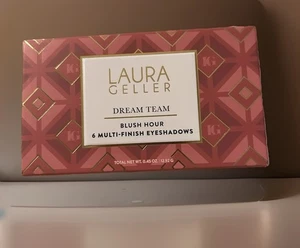 LAURA
GELLER
DREAM TEAM
BLUSH HOUR
6 MULTI-FINISH EYESHADOWS